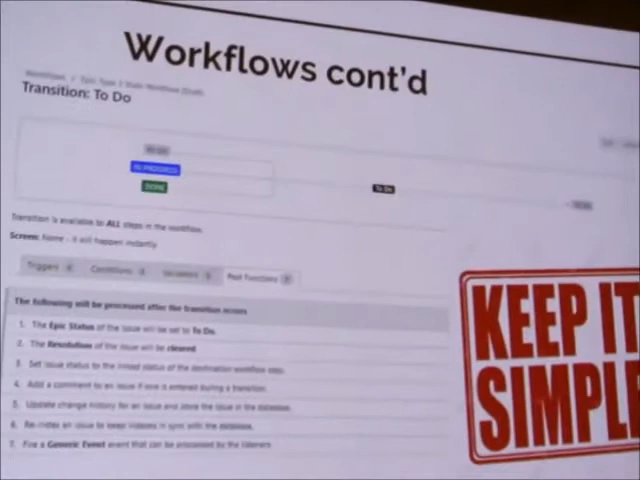 Workflows cont'd
Workflows /
Transition: To Do
TO DO
IN PROGRESS
DONE
To Do
TO DO
Transition is available to ALL steps in the workflow.
Screen: None - it will happen instantly
Triggers
Conditions
Validators
Post Functions
The following will be processed after the transition occurs
1. The Epic Status of the issue will be set to To Do.
2. The Resolution of the issue will be cleared
3. Set issue status to the linked status of the destination workflow step.
4. Add a comment to an issue if one is entered during a transition.
5. Update change history for an issue and store the issue in the database.
6. Re-index an issue to keep indexes in sync with the database.
7. Fire a Generic Event event that can be processed by the listeners
KEEP IT
SIMPLE